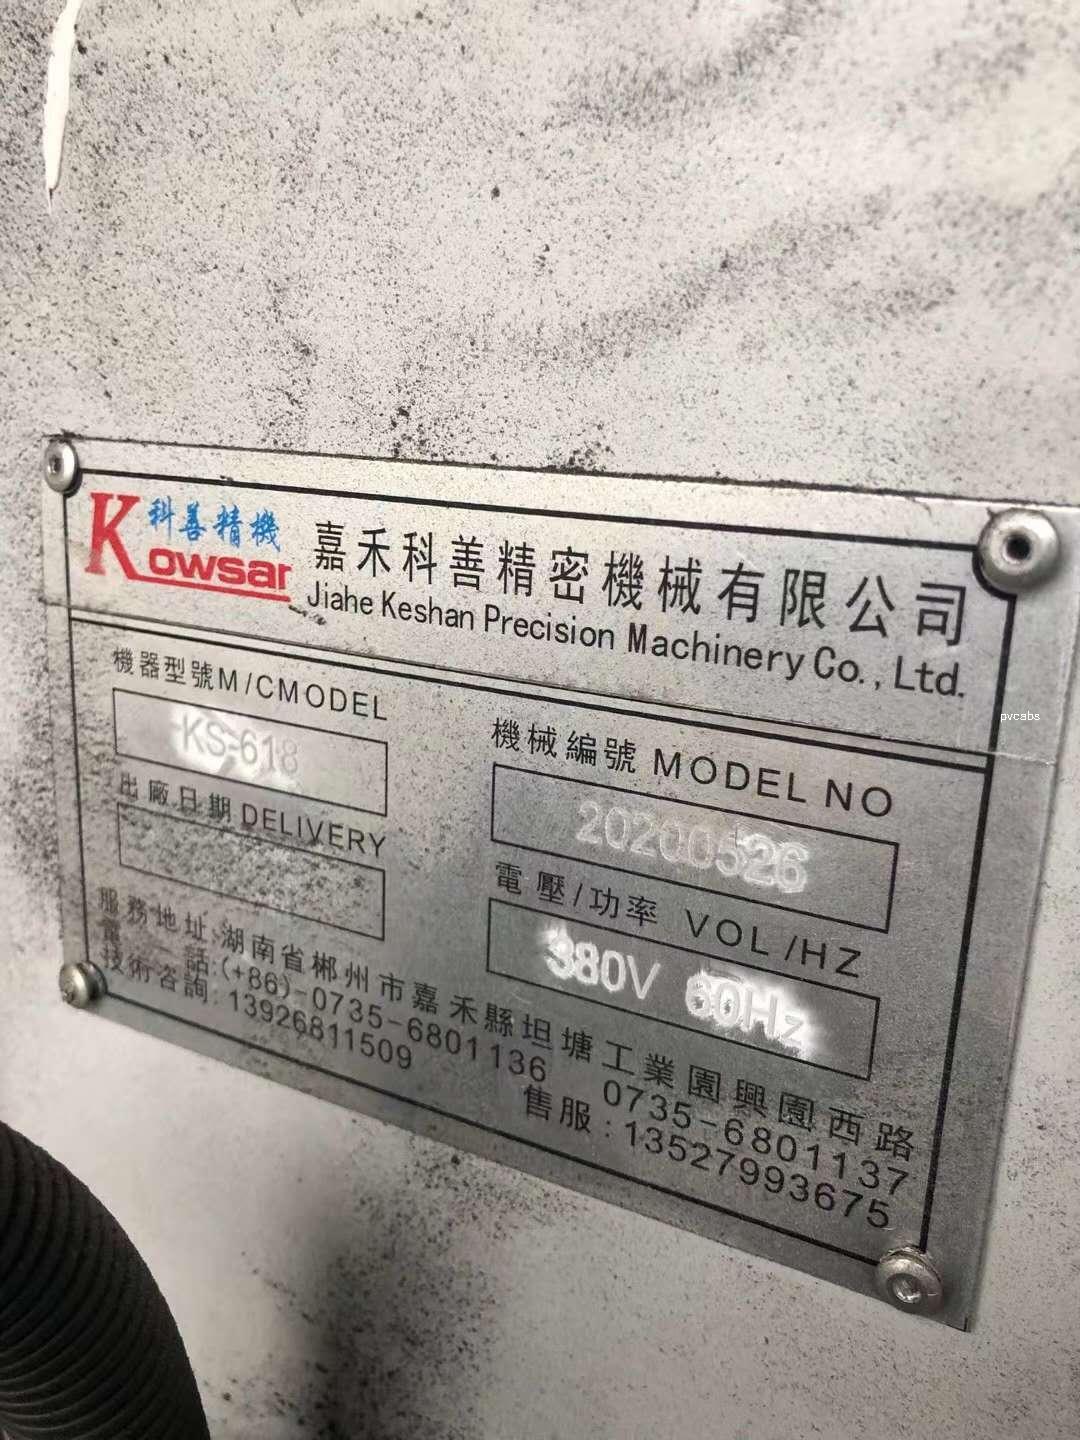 科善精機
Kowsar
嘉禾科善精密機械有限公司
Jiahe Keshan Precision Machinery Co., Ltd.
機器型號M/CMODEL
KS-618
機械編號 MODEL NO
20200526
出廠日期DELIVERY
電壓/功率 VOL/HZ
380V 60Hz
服務地址:湖南省郴州市嘉禾縣坦塘工業園興園西路
電話:(+86)-0735-6801136 0735-6801137
技術咨詢:13926811509 售服:13527993675
pvcabs